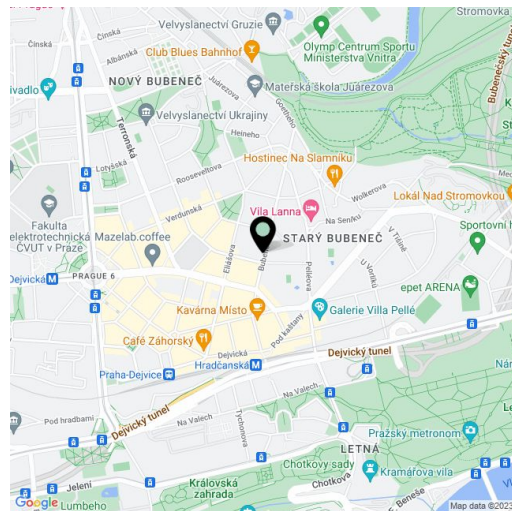 Velvyslanectví Gruzie
Stromovka
Čínská
Čínská
Albánská
Club Blues Bahnhof
Olymp Centrum Sportu
Ministerstva Vnitra
Bubenečský tunel
NOVÝ BUBENEČ
Juárezova
Mateřská škola Juárezova
Divadlo
Velvyslanectví Ukrajiny
Goetheho
Terronská
Heineho
Hostinec Na Slamníku
Lotyšská
Rooseveltova
Wolkerova
Lokál Nad Stromovkou
Verdunská
Vila Lanna
Na Seníku
Fakulta
elektrotechnická
ČVUT v Praze
Mazelab.coffee
Eliášova
STARÝ BUBENEČ
V Tišině
Sportovní h
Dejvická
PRAGUE 6
Pelléova
U Vorlíků
epet ARENA
Kavárna Místo
Galerie Villa Pellé
Pod kaštany
Café Záhorský
Dejvická
Dejvický tunel
Hradčanská
Praha-Dejvice
Na Valech
Pod hradbami
Dejvický tunel
Na Valech
Tychonova
Pražský metronom
LETNÁ
Chotkovy sady
Jelení
Královská
zahrada
Kramářova vila
Chotkova
E. Beneše
Google
Lumbeho
Map data ©2023